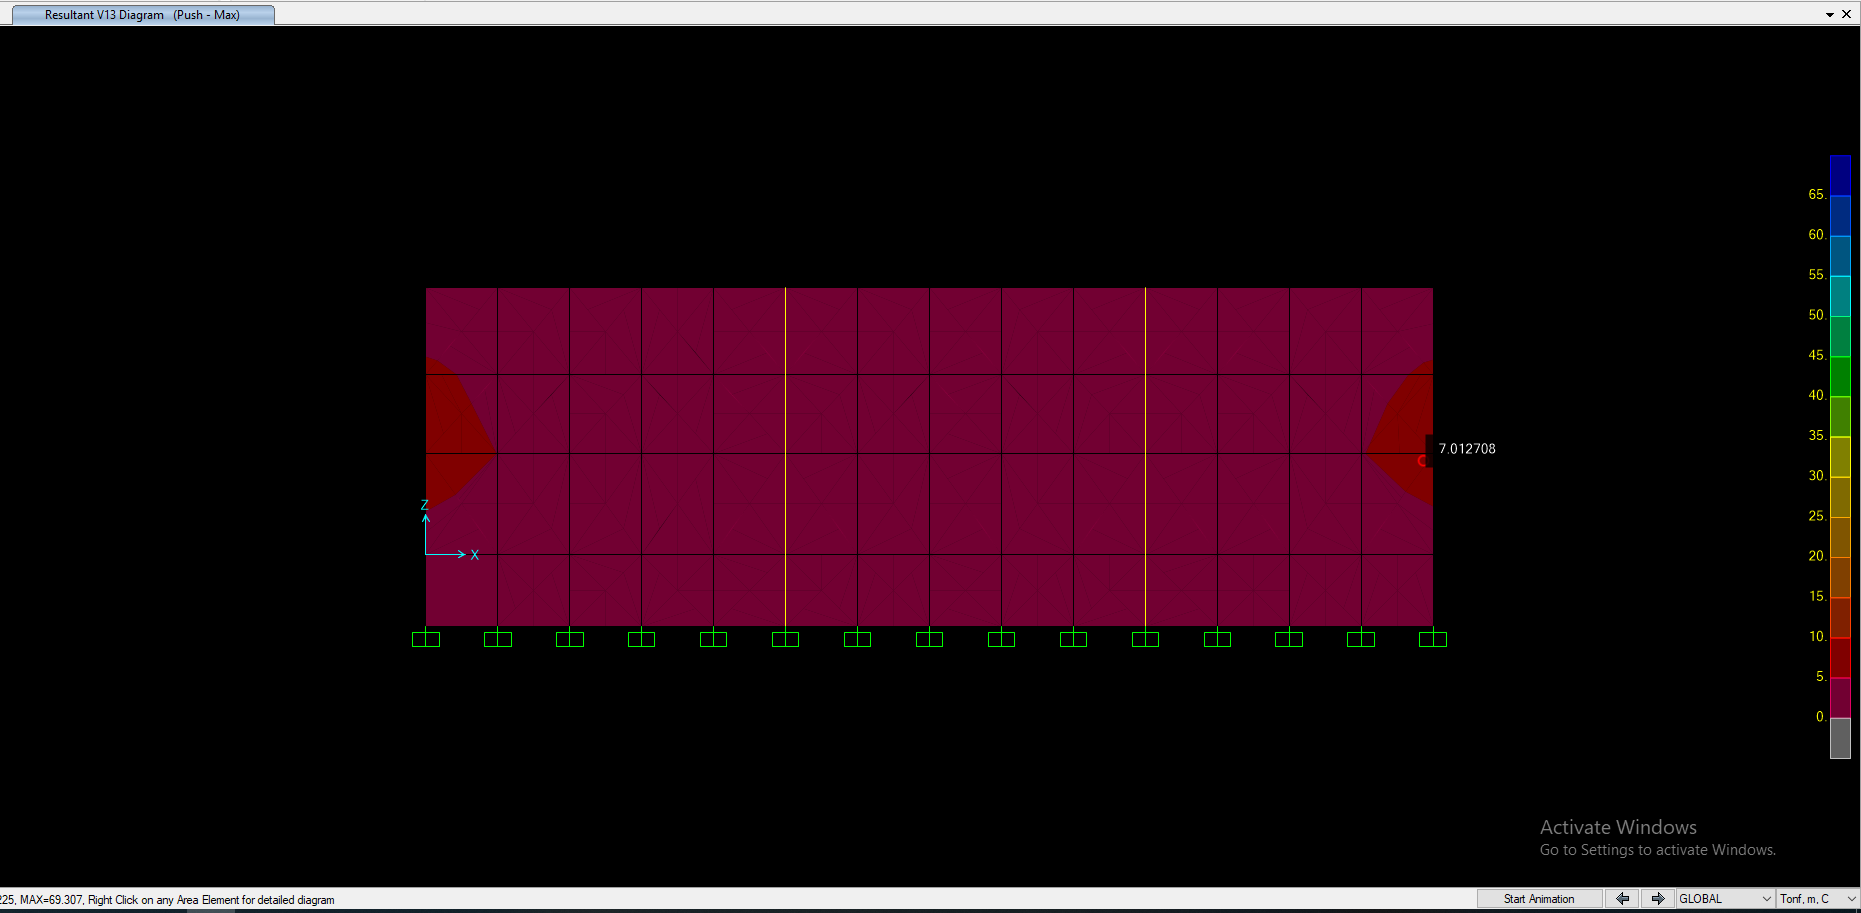 Resultant V13 Diagram (Push - Max)
65.
60.
55.
50.
45.
40.
35.
30.
25.
20.
15.
10.
5.
0.
7.012708
Z
X
Activate Windows
Go to Settings to activate Windows.
225, MAX=69.307, Right Click on any Area Element for detailed diagram
Start Animation
GLOBAL
Tonf, m, C